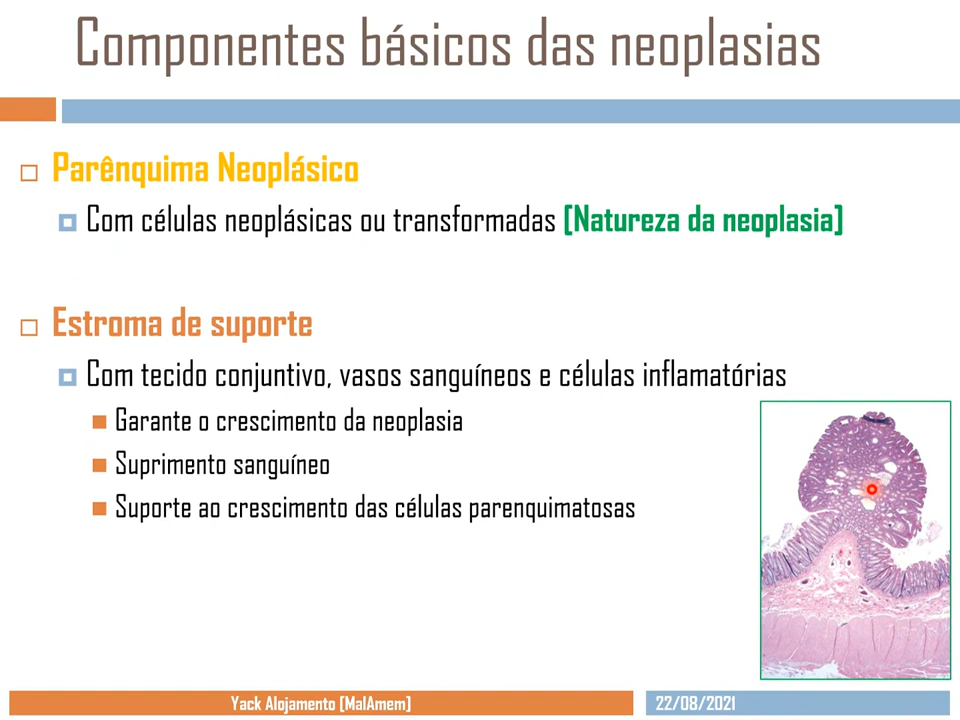 Componentes básicos das neoplasias
Parênquima Neoplásico
Com células neoplásicas ou transformadas [Natureza da neoplasia]
Estroma de suporte
Com tecido conjuntivo, vasos sanguíneos e células inflamatórias
Garante o crescimento da neoplasia
Suprimento sanguíneo
Suporte ao crescimento das células parenquimatosas
Yack Alojamento [MalAmem]
22/08/2021